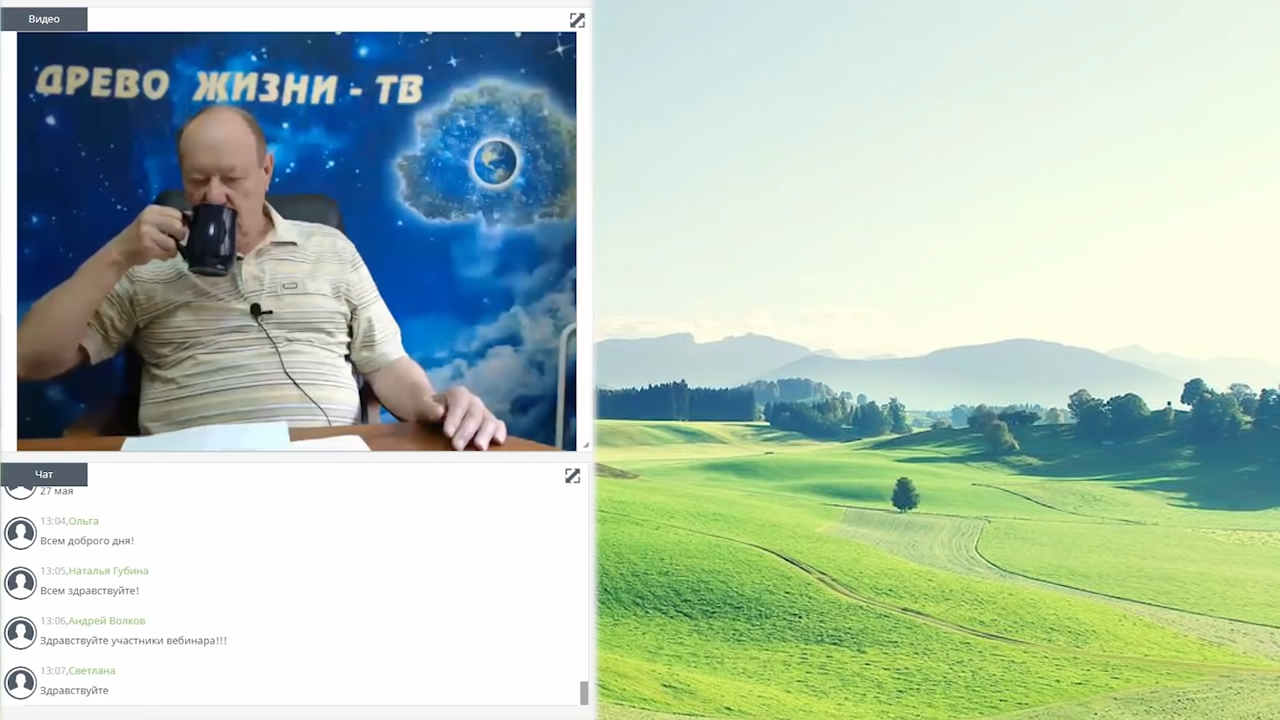 Видео
ДРЕВО ЖИЗНИ - ТВ
Чат
27 мая
13:04,Ольга
Всем доброго дня!
13:05,Наталья Губина
Всем здравствуйте!
13:06,Андрей Волков
Здравствуйте участники вебинара!!!
13:07,Светлана
Здравствуйте